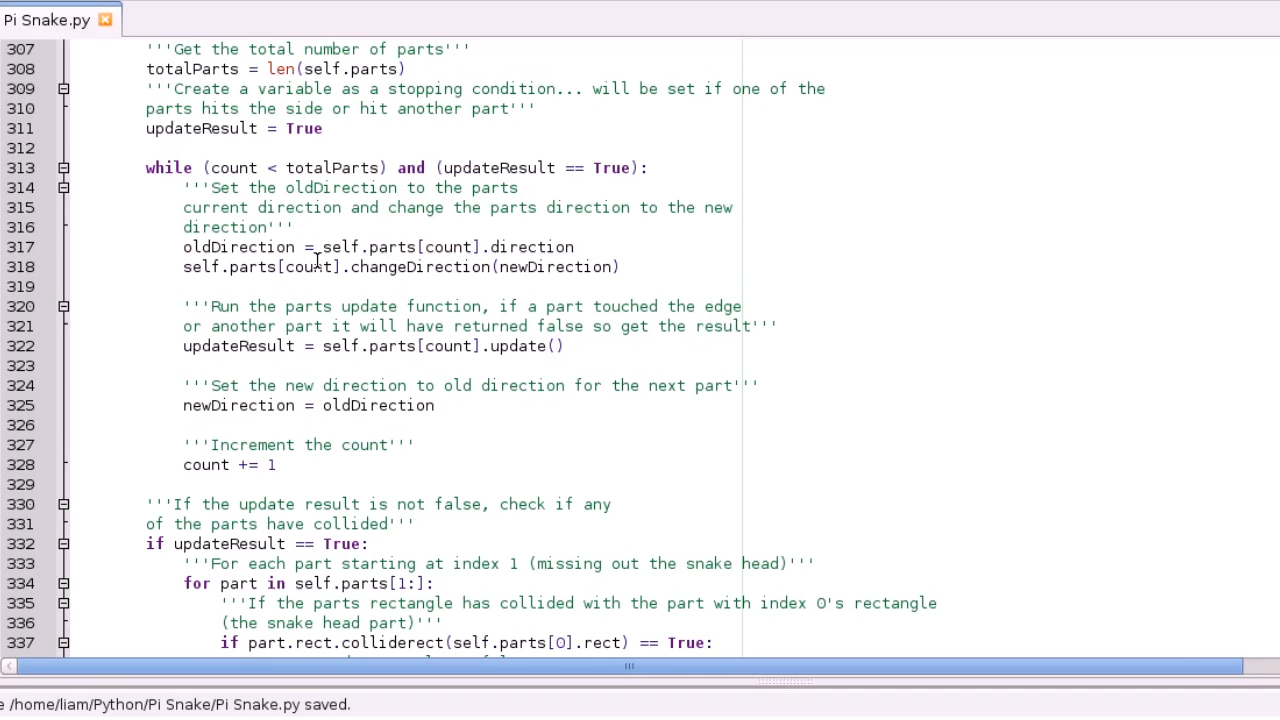 Pi Snake.py
307 '''Get the total number of parts'''
308 totalParts = len(self.parts)
309 '''Create a variable as a stopping condition... will be set if one of the
310 parts hits the side or hit another part'''
311 updateResult = True
312
313 while (count < totalParts) and (updateResult == True):
314 '''Set the oldDirection to the parts
315 current direction and change the parts direction to the new
316 direction'''
317 oldDirection = self.parts[count].direction
318 self.parts[count].changeDirection(newDirection)
319
320 '''Run the parts update function, if a part touched the edge
321 or another part it will have returned false so get the result'''
322 updateResult = self.parts[count].update()
323
324 '''Set the new direction to old direction for the next part'''
325 newDirection = oldDirection
326
327 '''Increment the count'''
328 count += 1
329
330 '''If the update result is not false, check if any
331 of the parts have collided'''
332 if updateResult == True:
333 '''For each part starting at index 1 (missing out the snake head)'''
334 for part in self.parts[1:]:
335 '''If the parts rectangle has collided with the part with index 0's rectangle
336 (the snake head part)'''
337 if part.rect.colliderect(self.parts[0].rect) == True:
e /home/liam/Python/Pi Snake/Pi Snake.py saved.